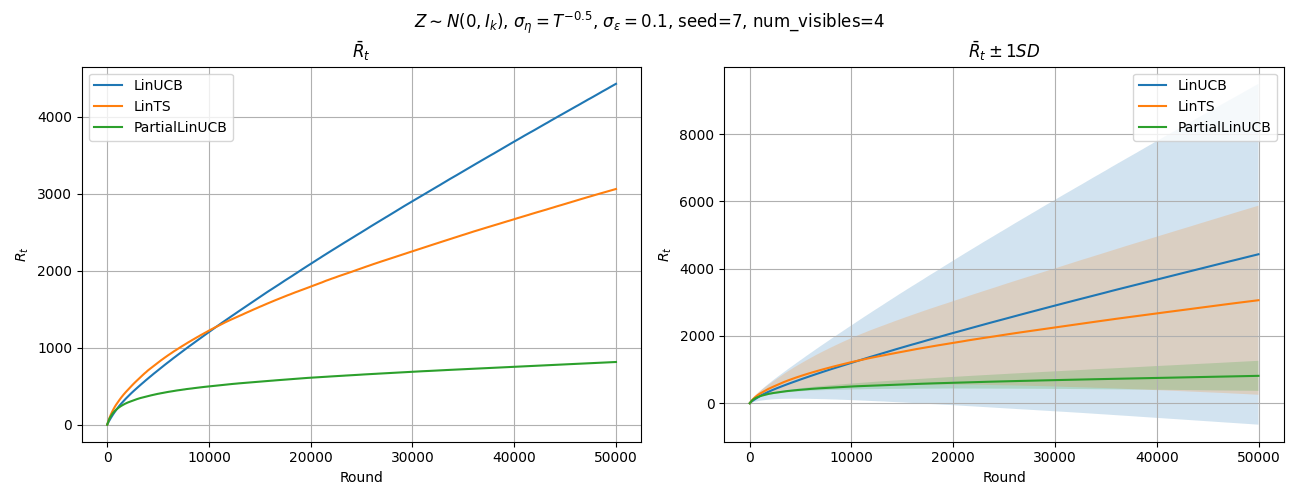 Z ∼ N(0, I_k), σ_η = T^{−0.5}, σ_ε = 0.1, seed=7, num_visibles=4
R̄_t
4000
3000
2000
1000
0
R_t
LinUCB
LinTS
PartialLinUCB
0 10000 20000 30000 40000 50000
Round
R̄_t ± 1SD
8000
6000
4000
2000
0
R_t
LinUCB
LinTS
PartialLinUCB
0 10000 20000 30000 40000 50000
Round